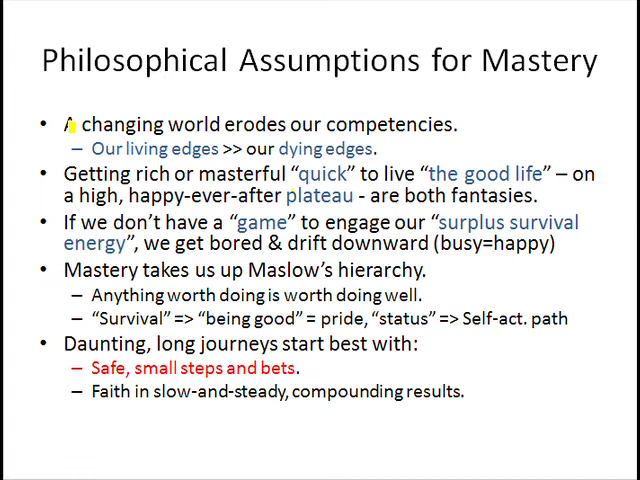 Philosophical Assumptions for Mastery
• A changing world erodes our competencies.
– Our living edges >> our dying edges.
• Getting rich or masterful “quick” to live “the good life” – on
a high, happy-ever-after plateau - are both fantasies.
• If we don’t have a “game” to engage our “surplus survival
energy”, we get bored & drift downward (busy=happy)
• Mastery takes us up Maslow’s hierarchy.
– Anything worth doing is worth doing well.
– “Survival” => “being good” = pride, “status” => Self-act. path
• Daunting, long journeys start best with:
– Safe, small steps and bets.
– Faith in slow-and-steady, compounding results.